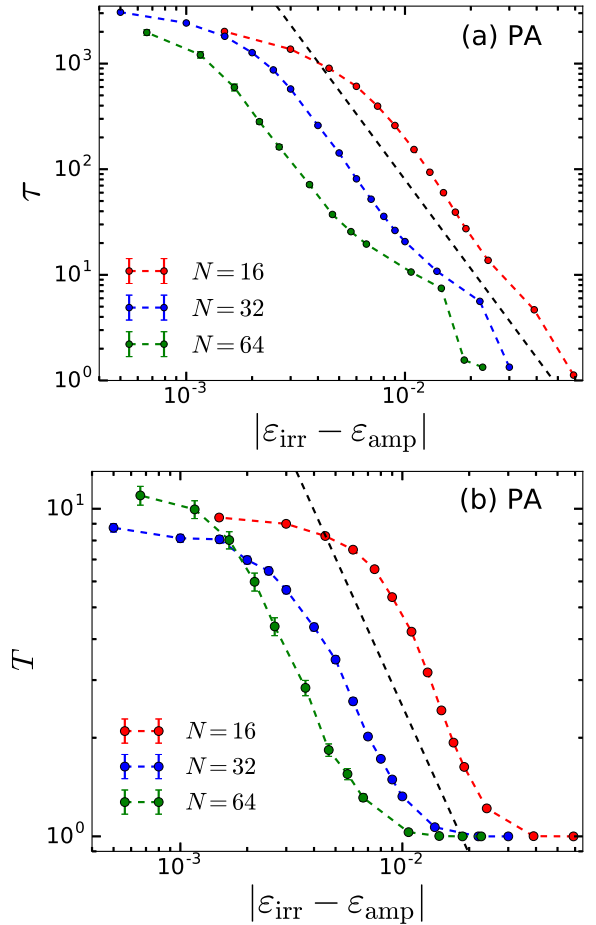 (a) PA
10³
10²
10¹
10⁰
τ
N = 16
N = 32
N = 64
10⁻³
10⁻²
|ε_irr − ε_amp|
(b) PA
10¹
10⁰
T
N = 16
N = 32
N = 64
10⁻³
10⁻²
|ε_irr − ε_amp|